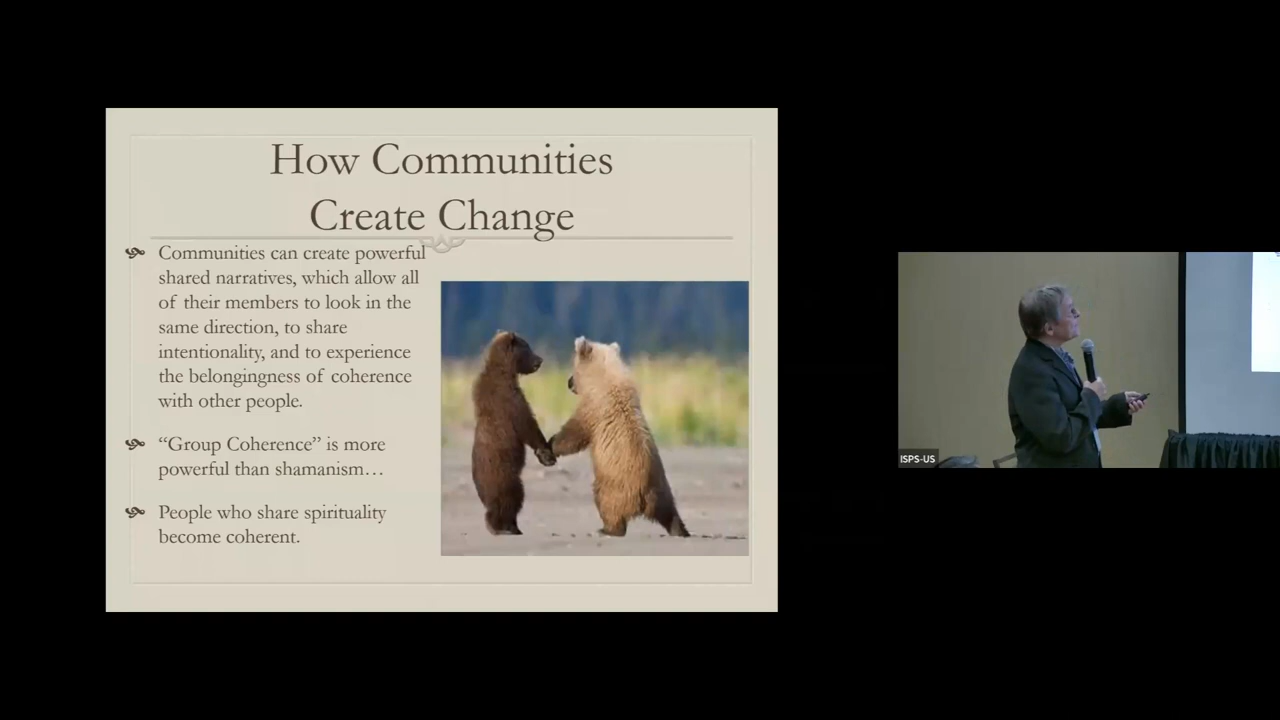 How Communities
Create Change
Communities can create powerful
shared narratives, which allow all
of their members to look in the
same direction, to share
intentionality, and to experience
the belongingness of coherence
with other people.
“Group Coherence” is more
powerful than shamanism…
People who share spirituality
become coherent.
ISPS-US